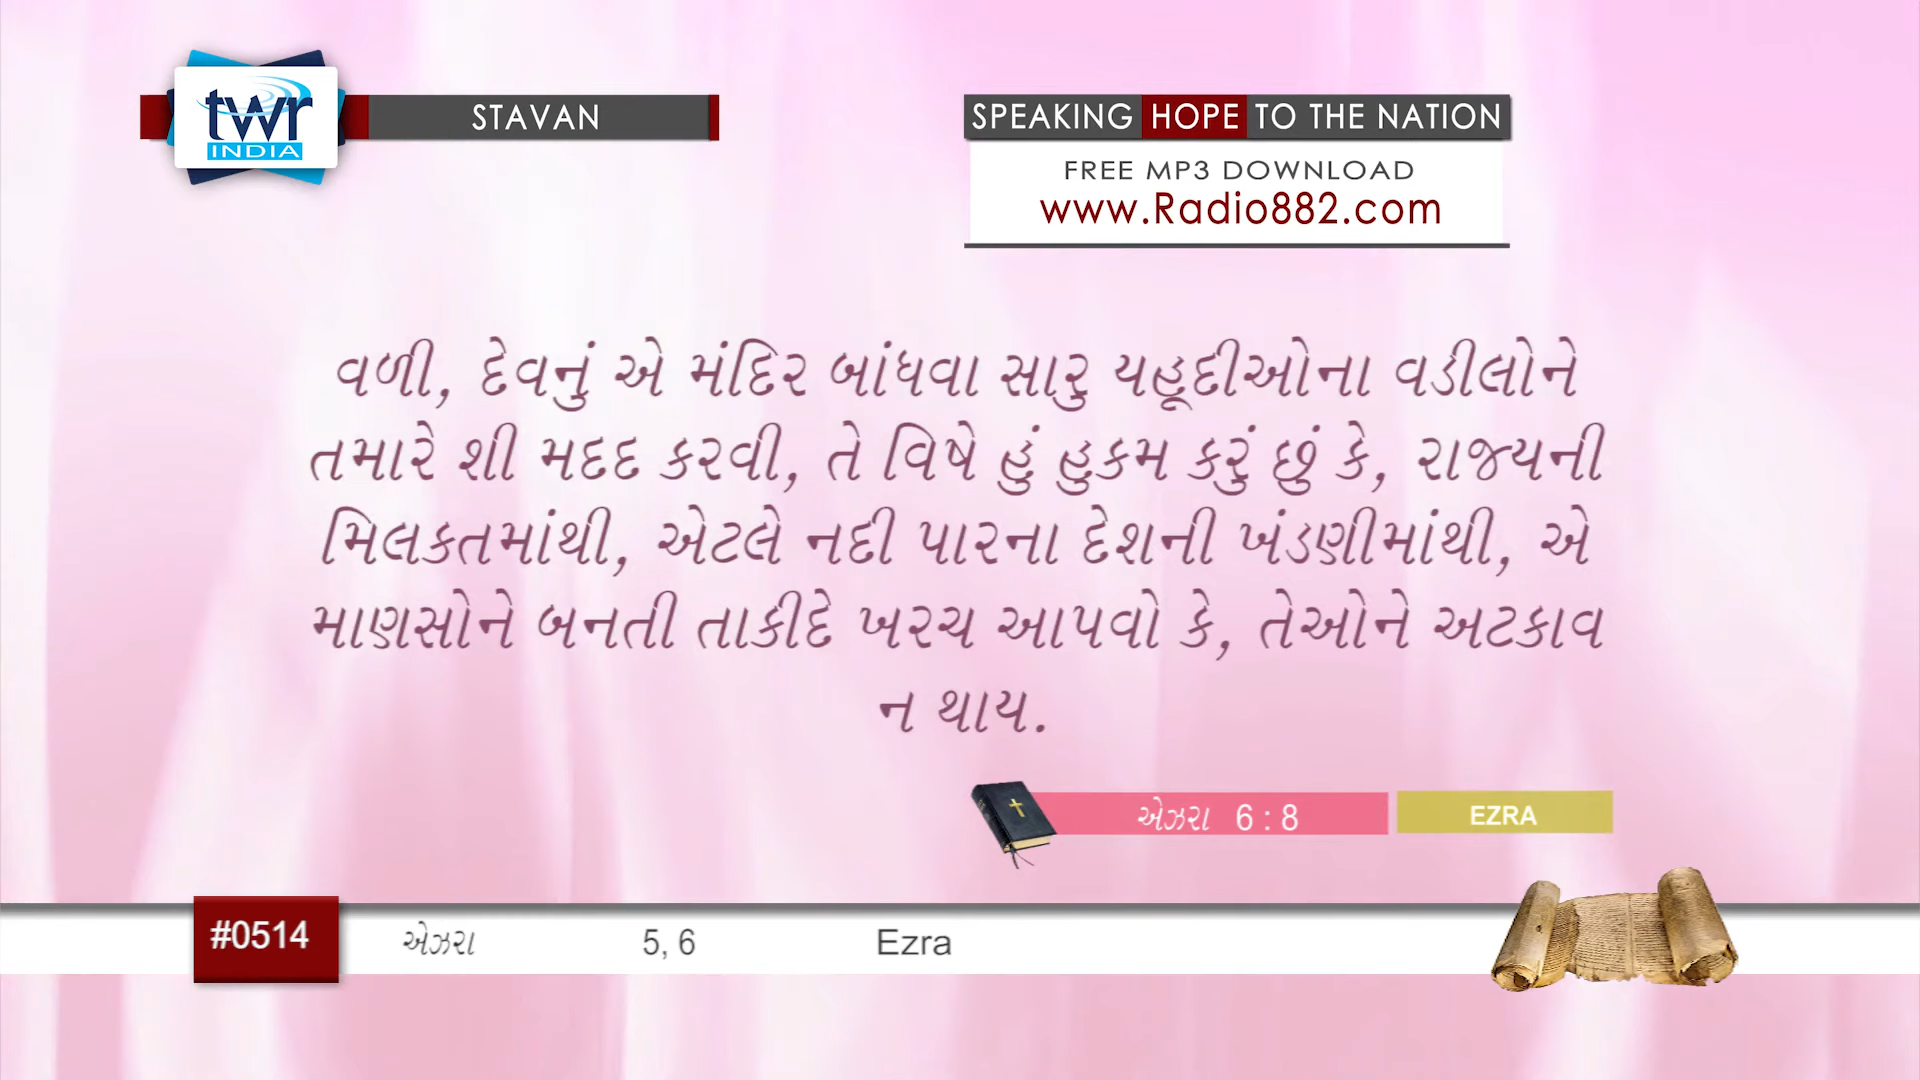 twr
INDIA
STAVAN
SPEAKING HOPE TO THE NATION
FREE MP3 DOWNLOAD
www.Radio882.com
વળી, દેવનું એ મંદિર બાંધવા સારુ યહૂદીઓના વડીલોને
તમારે શી મદદ કરવી, તે વિષે હું હુકમ કરું છું કે, રાજ્યની
મિલકતમાંથી, એટલે નદી પારના દેશની ખંડણીમાંથી, એ
માણસોને બનતી તાકીદે ખરચ આપવો કે, તેઓને અટકાવ
ન થાય.
એઝરા 6 : 8
EZRA
#0514 એઝરા 5, 6 Ezra